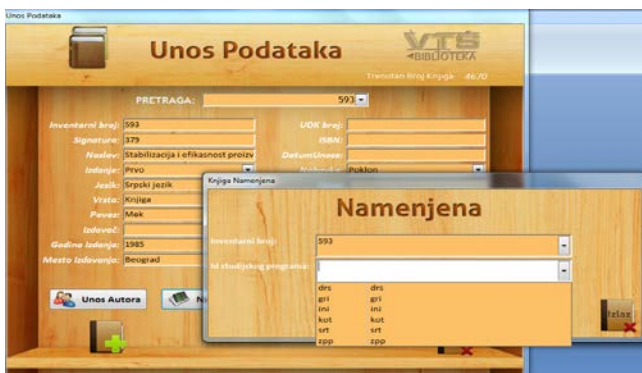 Unos Podataka
Unos Podataka
VTŠ
BIBLIOTEKA
Trenutan Broj Knjiga 4670
PRETRAGA: 593
Inventarni broj: 593
UDK broj:
Signatura: 379
ISBN:
Naslov: Stabilizacija i efikasnost proizv
DatumUnosa:
Izdanje: Prvo
Poklon
Jezik: Srpski jezik
Vrsta: Knjiga
Povez: Mek
Izdavač:
Godina Izdanja: 1985
Mesto Izdavanja: Beograd
Unos Autora
Knjiga Namenjena
Namenjena
Inventarni broj: 593
Id studijskog programa:
drs drs
gri gri
ini ini
kot kot
srt srt
zpp zpp
Izlaz